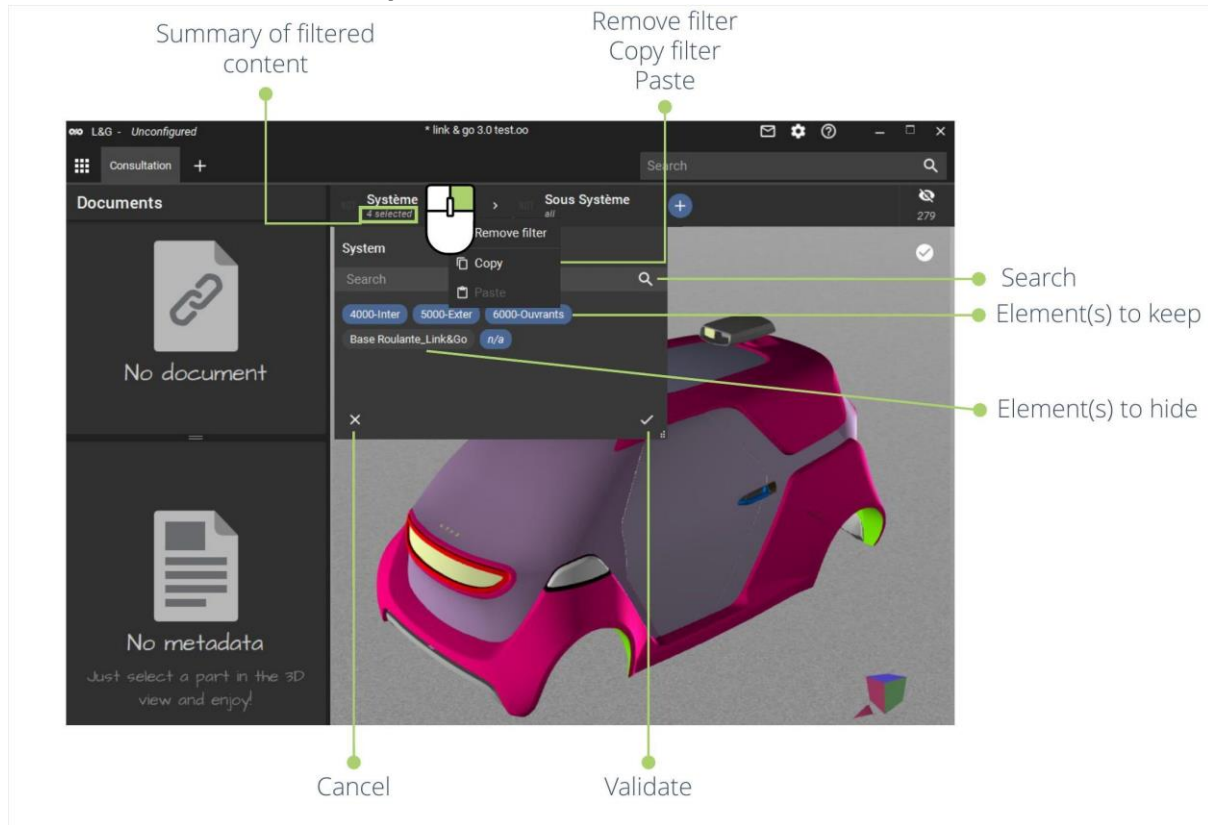 Summary of filtered
content
Remove filter
Copy filter
Paste
L&G - Unconfigured
* link & go 3.0 test.oo
Consultation +
Search
Documents
Système
4 selected
>
Sous Système
all
+
279
Remove filter
System
Copy
Search
Paste
4000-Inter 5000-Exter 6000-Ouvrants
Base Roulante_Link&Go n/a
Search
Element(s) to keep
Element(s) to hide
No document
No metadata
Just select a part in the 3D
view and enjoy!
Cancel
Validate